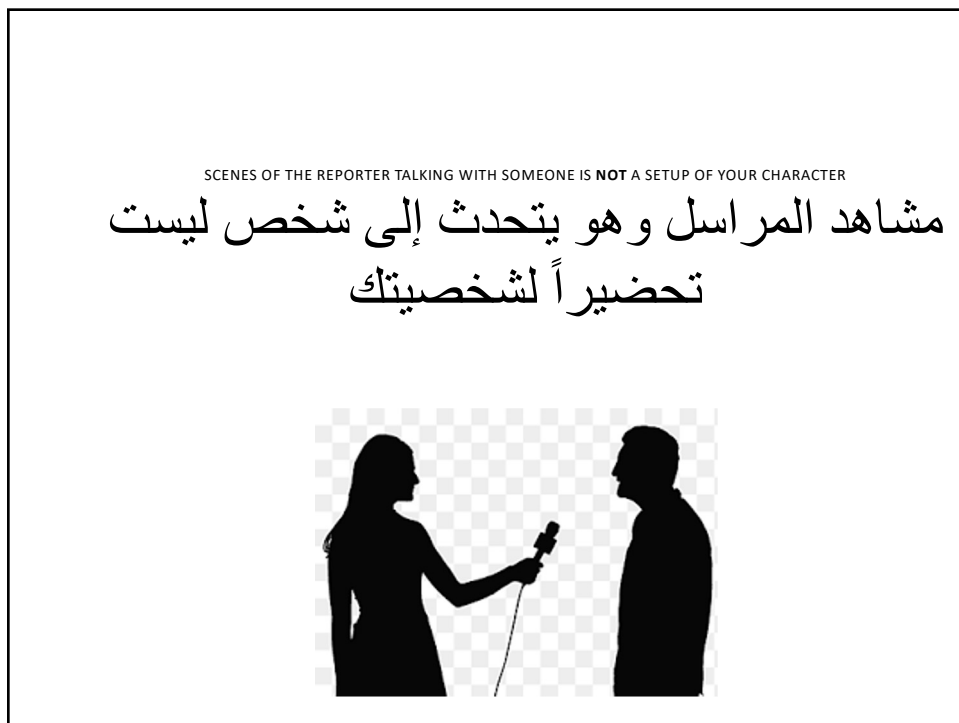 SCENES OF THE REPORTER TALKING WITH SOMEONE IS NOT A SETUP OF YOUR CHARACTER
مشاهد المراسل وهو يتحدث إلى شخص ليست
تحضيراً لشخصيتك